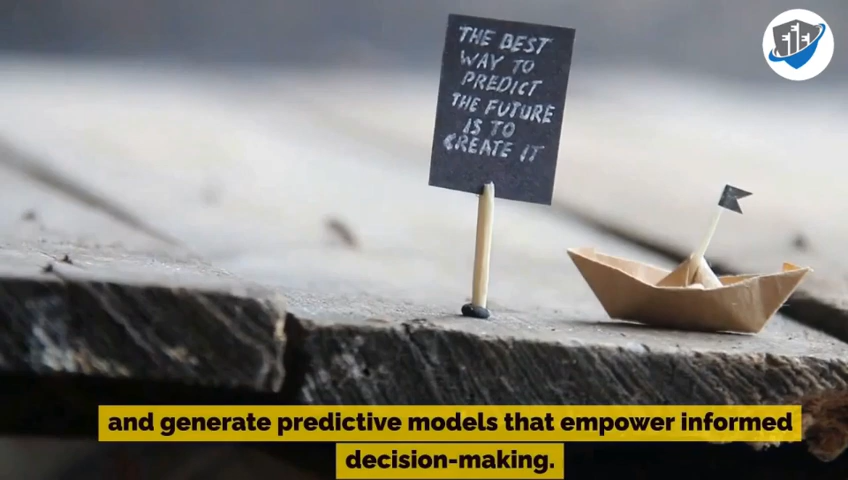 THE BEST
WAY TO
PREDICT
THE FUTURE
IS TO
CREATE IT
and generate predictive models that empower informed
decision-making.